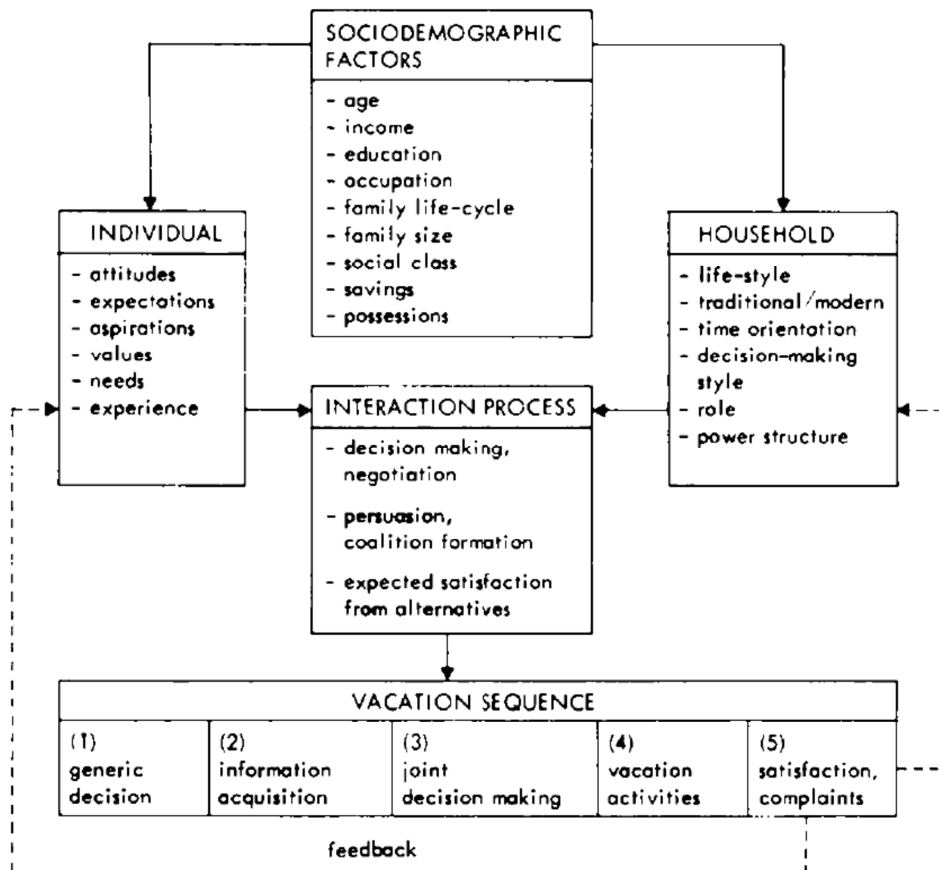 SOCIODEMOGRAPHIC
FACTORS
- age
- income
- education
- occupation
- family life-cycle
- family size
- social class
- savings
- possessions
INDIVIDUAL
- attitudes
- expectations
- aspirations
- values
- needs
- experience
HOUSEHOLD
- life-style
- traditional/modern
- time orientation
- decision-making
style
- role
- power structure
INTERACTION PROCESS
- decision making,
negotiation
- persuasion,
coalition formation
- expected satisfaction
from alternatives
VACATION SEQUENCE
(1)
generic
decision
(2)
information
acquisition
(3)
joint
decision making
(4)
vacation
activities
(5)
satisfaction,
complaints
feedback